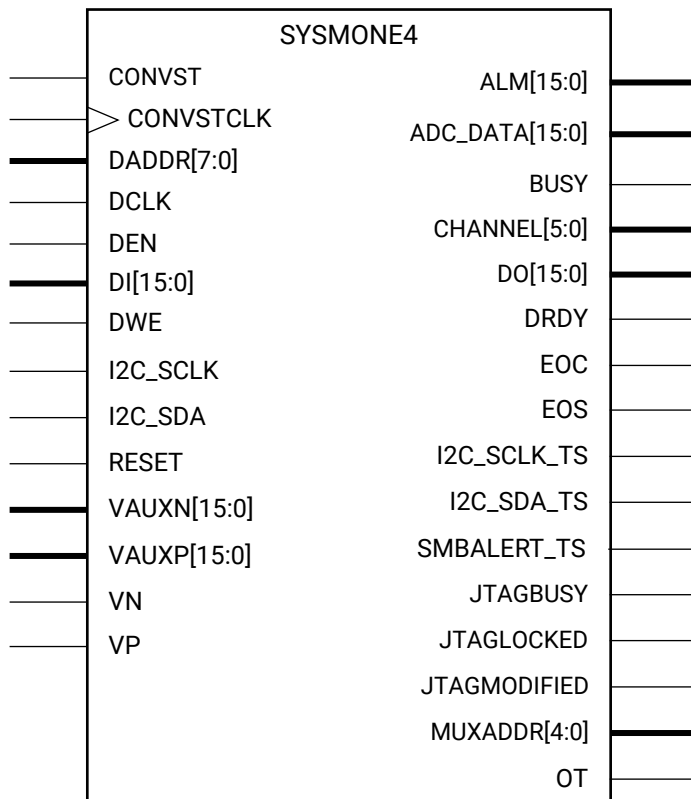 SYSMONE4
CONVST
CONVSTCLK
DADDR[7:0]
DCLK
DEN
DI[15:0]
DWE
I2C_SCLK
I2C_SDA
RESET
VAUXN[15:0]
VAUXP[15:0]
VN
VP
ALM[15:0]
ADC_DATA[15:0]
BUSY
CHANNEL[5:0]
DO[15:0]
DRDY
EOC
EOS
I2C_SCLK_TS
I2C_SDA_TS
SMBALERT_TS
JTAGBUSY
JTAGLOCKED
JTAGMODIFIED
MUXADDR[4:0]
OT